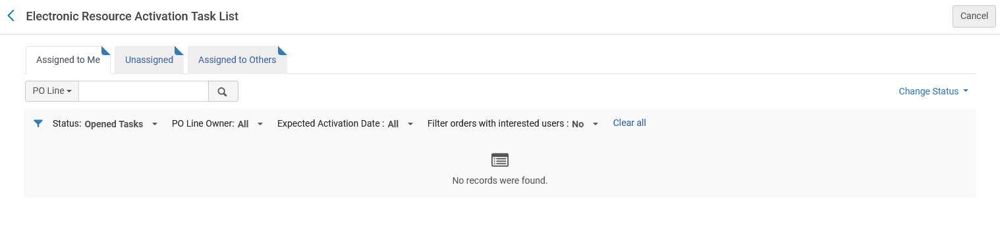 Electronic Resource Activation Task List
Cancel
Assigned to Me
Unassigned
Assigned to Others
PO Line
Change Status
Status: Opened Tasks PO Line Owner: All Expected Activation Date : All Filter orders with interested users : No Clear all
No records were found.